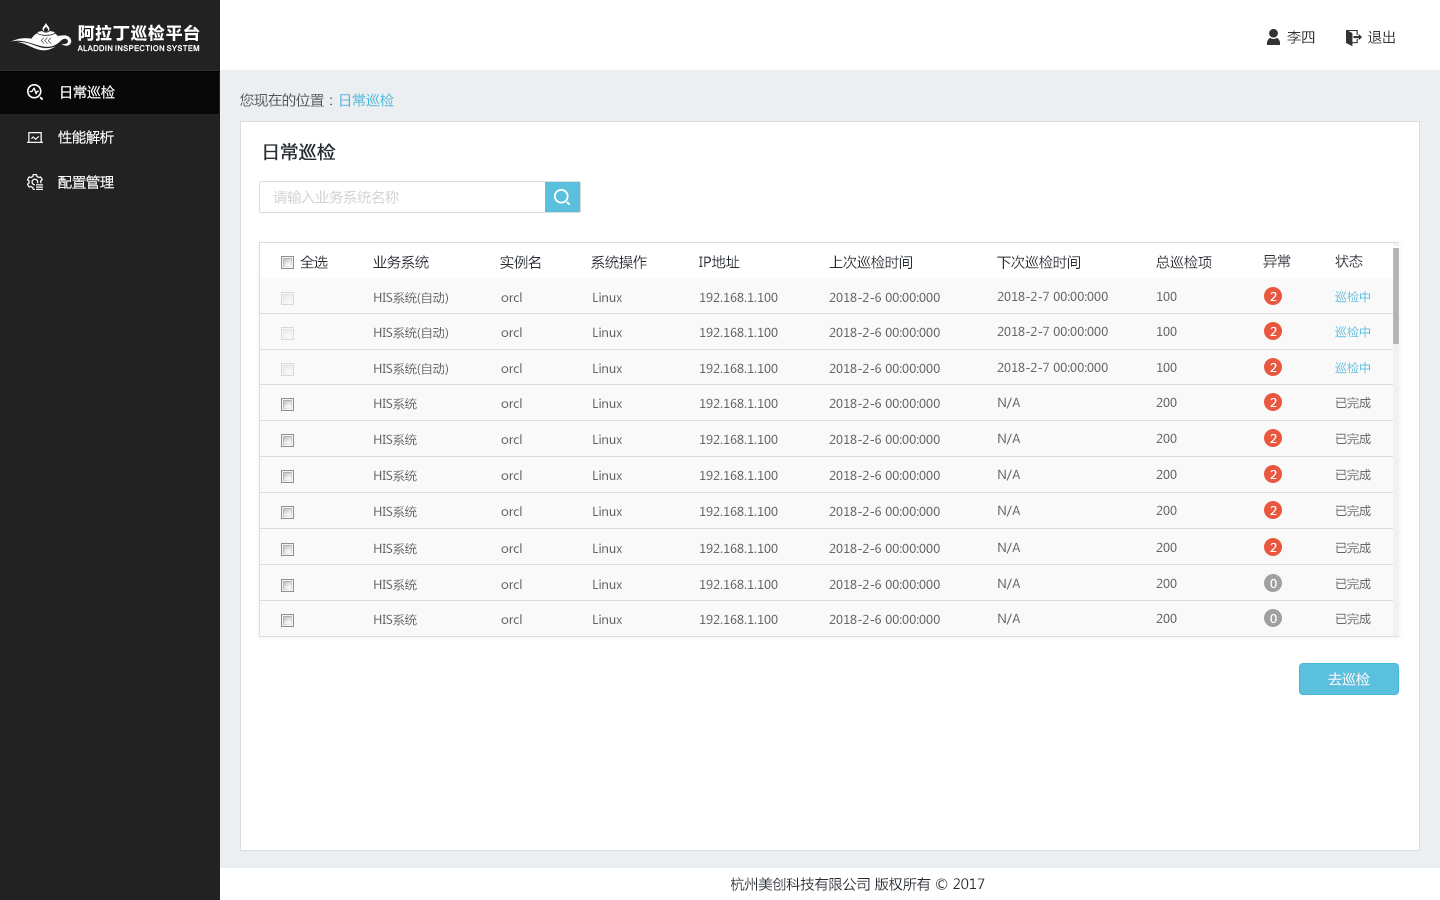 阿拉丁巡检平台
ALADDIN INSPECTION SYSTEM
李四 退出
日常巡检
性能解析
配置管理
您现在的位置：日常巡检
日常巡检
请输入业务系统名称
全选 业务系统 实例名 系统操作 IP地址 上次巡检时间 下次巡检时间 总巡检项 异常 状态
HIS系统(自动) orcl Linux 192.168.1.100 2018-2-6 00:00:000 2018-2-7 00:00:000 100 2 巡检中
HIS系统(自动) orcl Linux 192.168.1.100 2018-2-6 00:00:000 2018-2-7 00:00:000 100 2 巡检中
HIS系统(自动) orcl Linux 192.168.1.100 2018-2-6 00:00:000 2018-2-7 00:00:000 100 2 巡检中
HIS系统 orcl Linux 192.168.1.100 2018-2-6 00:00:000 N/A 200 2 已完成
HIS系统 orcl Linux 192.168.1.100 2018-2-6 00:00:000 N/A 200 2 已完成
HIS系统 orcl Linux 192.168.1.100 2018-2-6 00:00:000 N/A 200 2 已完成
HIS系统 orcl Linux 192.168.1.100 2018-2-6 00:00:000 N/A 200 2 已完成
HIS系统 orcl Linux 192.168.1.100 2018-2-6 00:00:000 N/A 200 2 已完成
HIS系统 orcl Linux 192.168.1.100 2018-2-6 00:00:000 N/A 200 0 已完成
HIS系统 orcl Linux 192.168.1.100 2018-2-6 00:00:000 N/A 200 0 已完成
去巡检
杭州美创科技有限公司 版权所有 © 2017